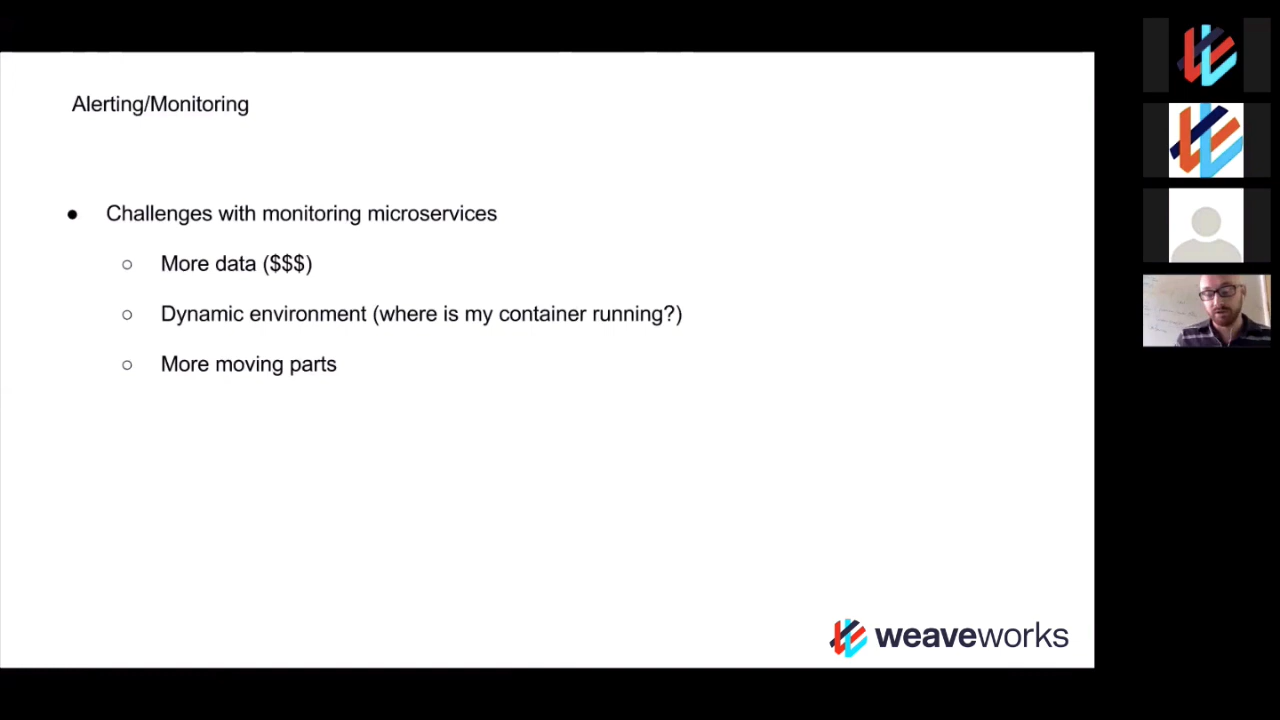 Alerting/Monitoring
● Challenges with monitoring microservices
○ More data ($$$)
○ Dynamic environment (where is my container running?)
○ More moving parts
weaveworks